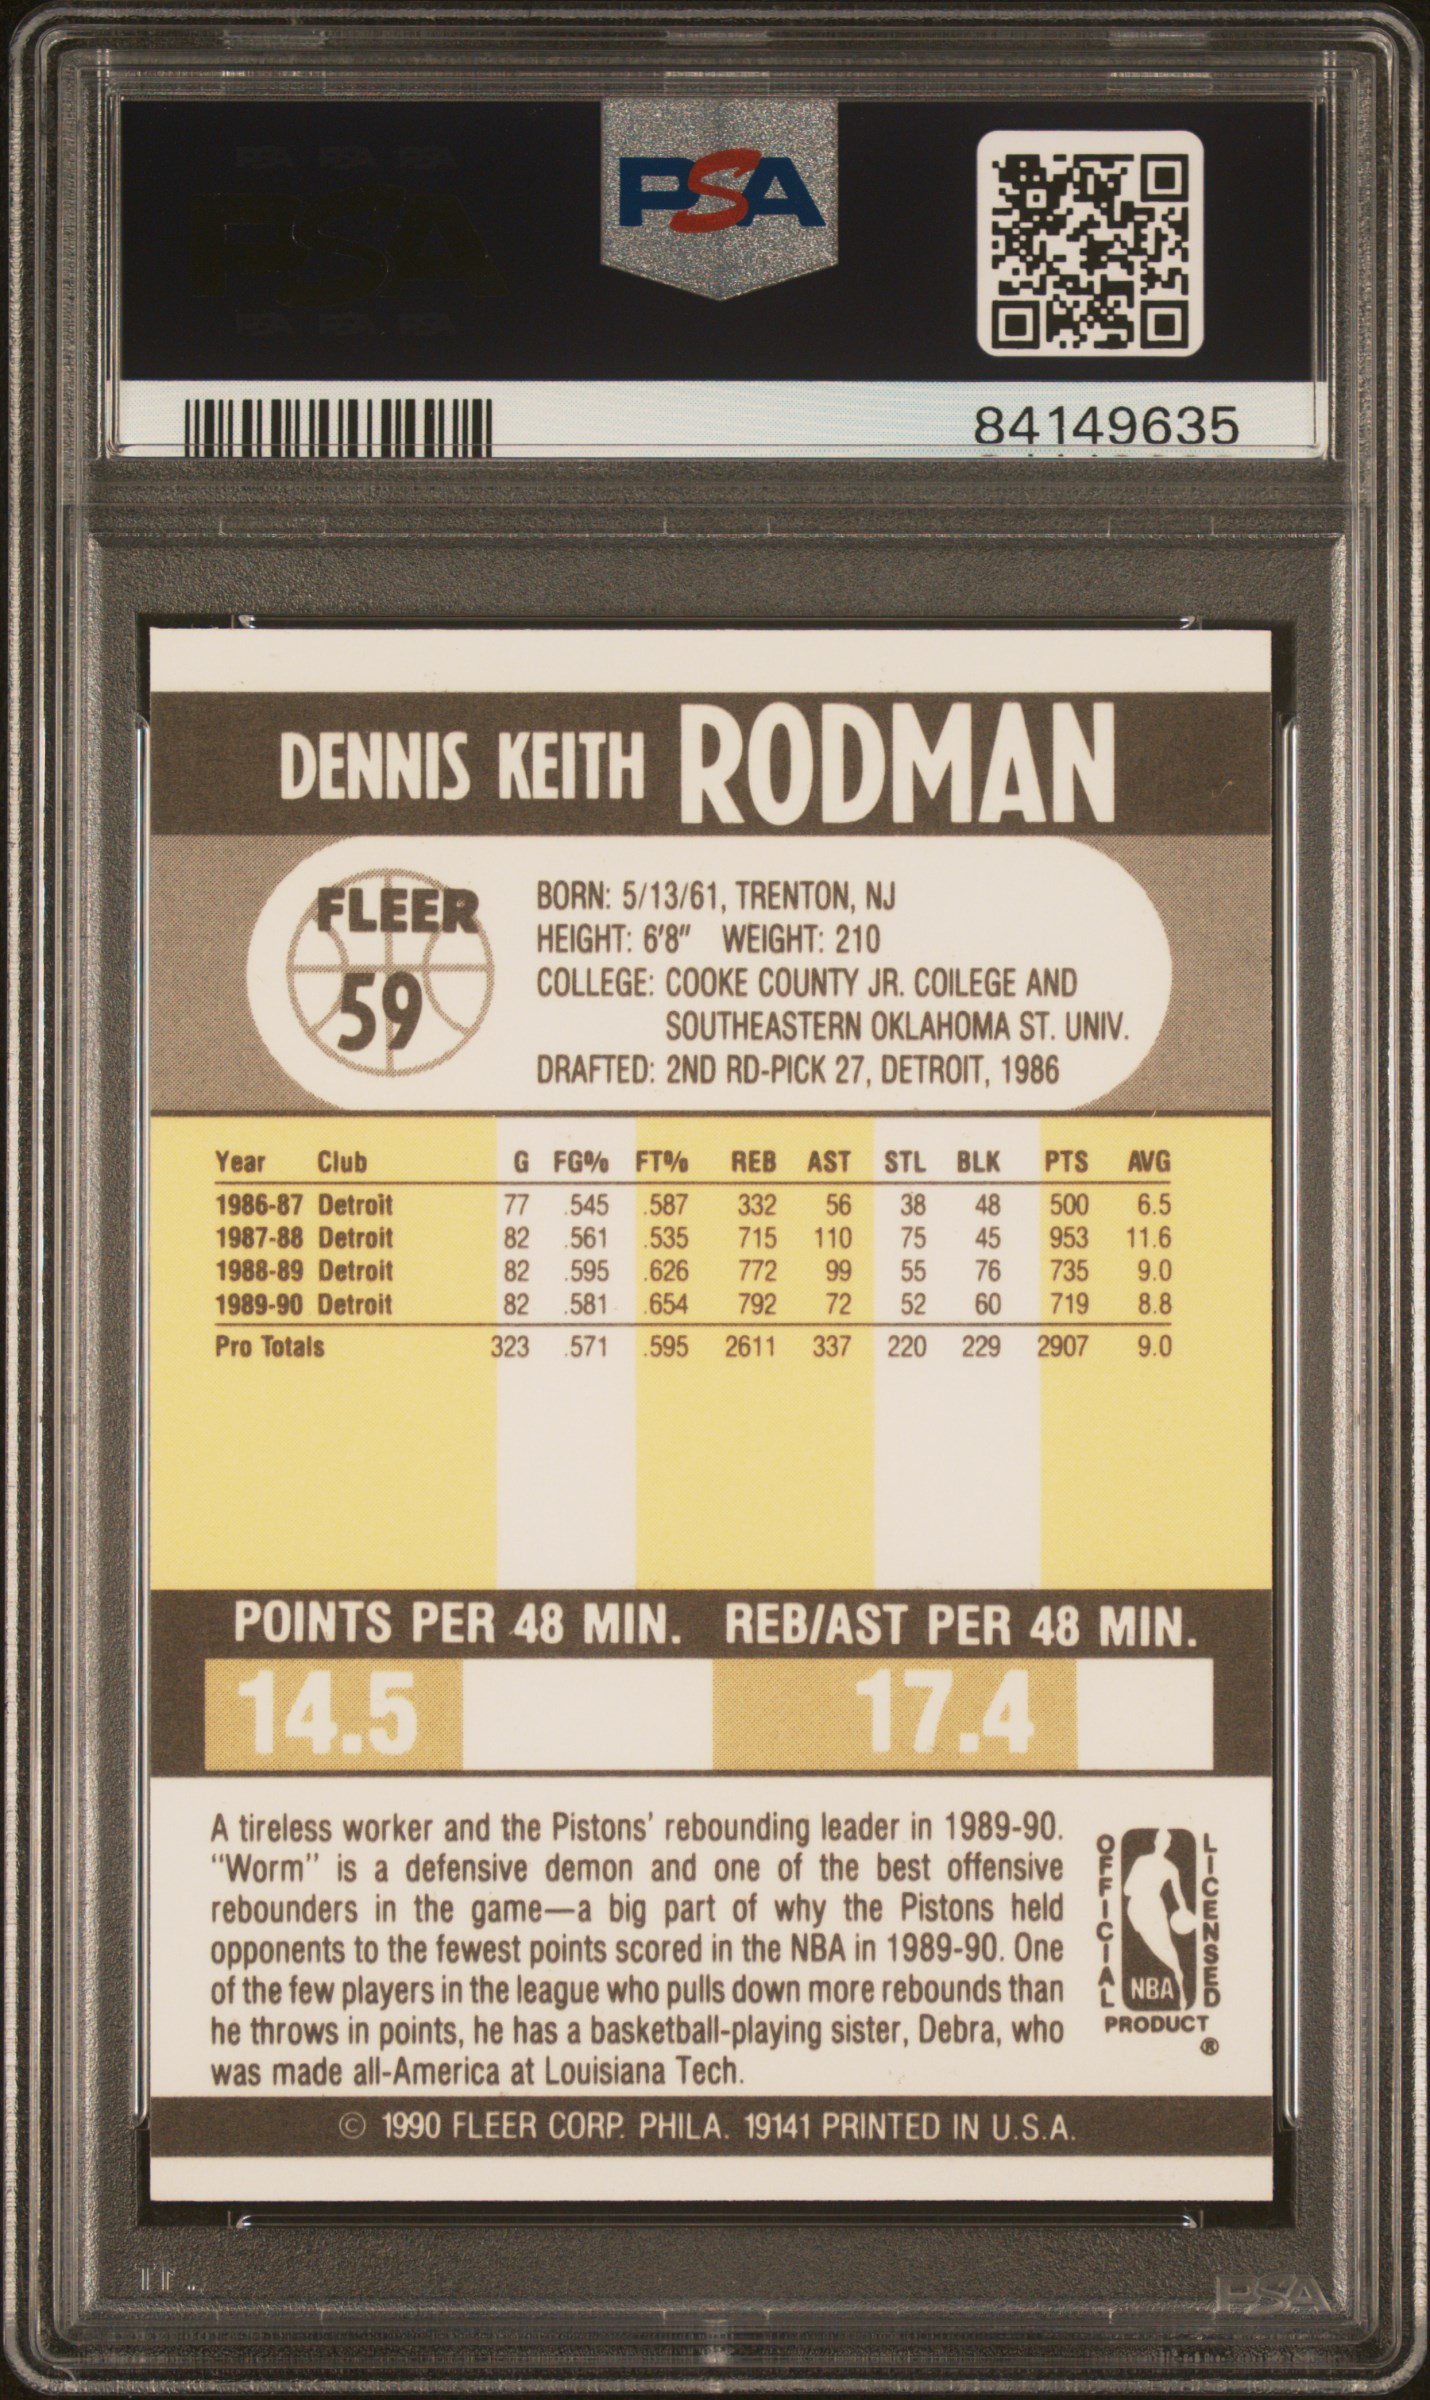 PSA
84149635
DENNIS KEITH RODMAN
FLEER
59
BORN: 5/13/61, TRENTON, NJ
HEIGHT: 6'8" WEIGHT: 210
COLLEGE: COOKE COUNTY JR. COILEGE AND
SOUTHEASTERN OKLAHOMA ST. UNIV.
DRAFTED: 2ND RD-PICK 27, DETROIT, 1986
Year Club G FG% FT% REB AST STL BLK PTS AVG
1986-87 Detroit 77 .545 .587 332 56 38 48 500 6.5
1987-88 Detroit 82 .561 .535 715 110 75 45 953 11.6
1988-89 Detroit 82 .595 .626 772 99 55 76 735 9.0
1989-90 Detroit 82 .581 .654 792 72 52 60 719 8.8
Pro Totals 323 .571 .595 2611 337 220 229 2907 9.0
POINTS PER 48 MIN. REB/AST PER 48 MIN.
14.5 17.4
A tireless worker and the Pistons' rebounding leader in 1989-90.
"Worm" is a defensive demon and one of the best offensive
rebounders in the game—a big part of why the Pistons held
opponents to the fewest points scored in the NBA in 1989-90. One
of the few players in the league who pulls down more rebounds than
he throws in points, he has a basketball-playing sister, Debra, who
was made all-America at Louisiana Tech.
OFFICIAL LICENSED
NBA
PRODUCT
®
© 1990 FLEER CORP. PHILA. 19141 PRINTED IN U.S.A.
PSA